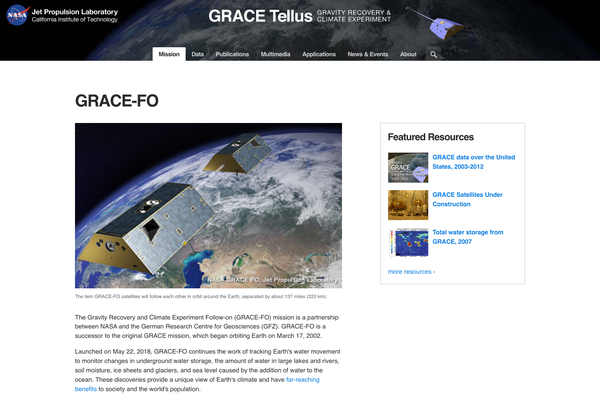 NASA
Jet Propulsion Laboratory
California Institute of Technology
GRACE Tellus
GRAVITY RECOVERY &
CLIMATE EXPERIMENT
Mission
Data
Publications
Multimedia
Applications
News & Events
About
GRACE-FO
NASA GRACE-FO, Jet Propulsion Laboratory
The twin GRACE-FO satellites will follow each other in orbit around the Earth, separated by about 137 miles (220 km).
The Gravity Recovery and Climate Experiment Follow-on (GRACE-FO) mission is a partnership
between NASA and the German Research Centre for Geosciences (GFZ). GRACE-FO is a
successor to the original GRACE mission, which began orbiting Earth on March 17, 2002.
Launched on May 22, 2018, GRACE-FO continues the work of tracking Earth's water movement
to monitor changes in underground water storage, the amount of water in large lakes and rivers,
soil moisture, ice sheets and glaciers, and sea level caused by the addition of water to the
ocean. These discoveries provide a unique view of Earth's climate and have far-reaching
benefits to society and the world's population.
Featured Resources
GRACE
GRACE data over the United
States, 2003-2012
GRACE Satellites Under
Construction
Total water storage from
GRACE, 2007
more resources ›